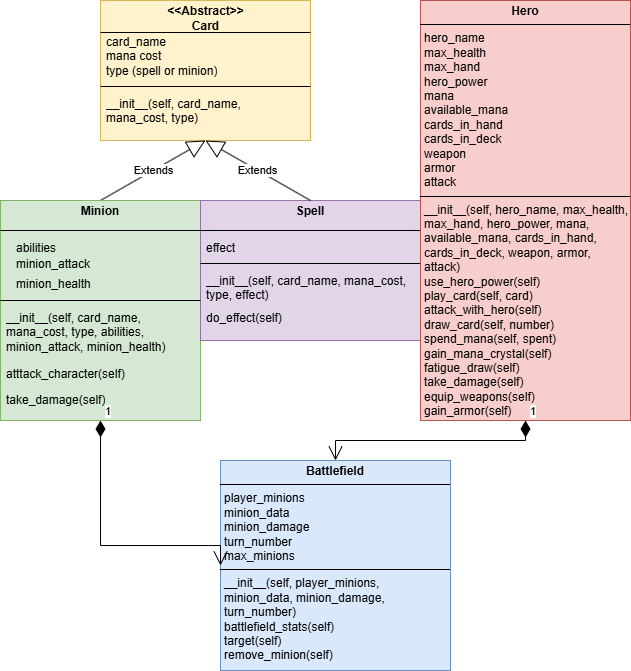 <<Abstract>>
Card
card_name
mana cost
type (spell or minion)
__init__(self, card_name,
mana_cost, type)
Hero
hero_name
max_health
max_hand
hero_power
mana
available_mana
cards_in_hand
cards_in_deck
weapon
armor
attack
__init__(self, hero_name, max_health,
max_hand, hero_power, mana,
available_mana, cards_in_hand,
cards_in_deck, weapon, armor,
attack)
use_hero_power(self)
play_card(self, card)
attack_with_hero(self)
draw_card(self, number)
spend_mana(self, spent)
gain_mana_crystal(self)
fatigue_draw(self)
take_damage(self)
equip_weapons(self)
gain_armor(self)
1
Extends
Extends
Minion
abilities
minion_attack
minion_health
__init__(self, card_name,
mana_cost, type, abilities,
minion_attack, minion_health)
atttack_character(self)
take_damage(self)
1
Spell
effect
__init__(self, card_name, mana_cost,
type, effect)
do_effect(self)
Battlefield
player_minions
minion_data
minion_damage
turn_number
max_minions
__init__(self, player_minions,
minion_data, minion_damage,
turn_number)
battlefield_stats(self)
target(self)
remove_minion(self)